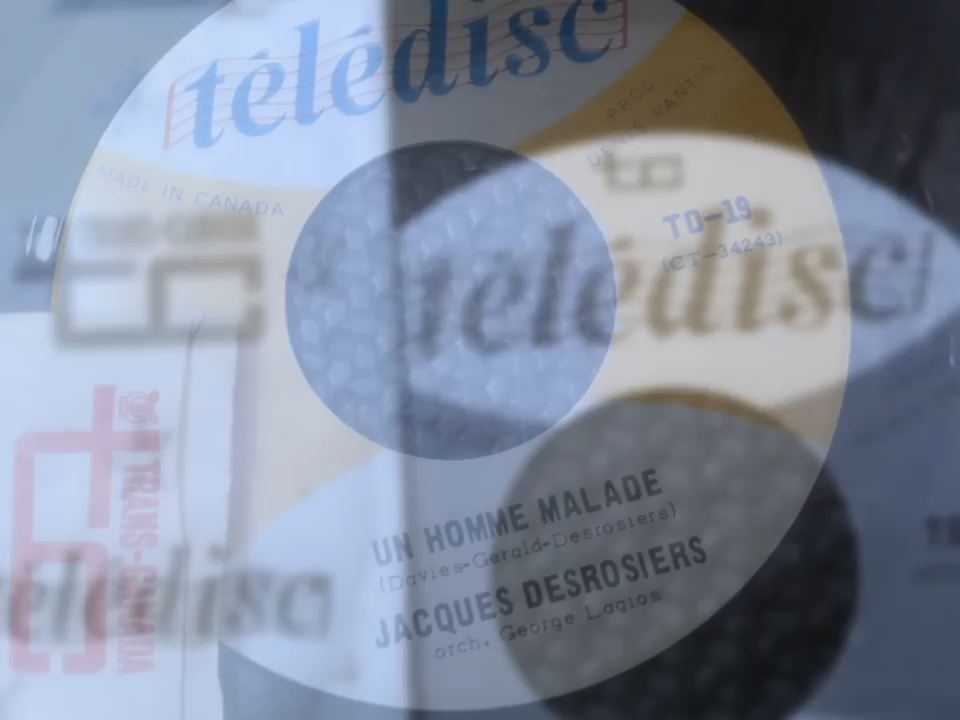 télédisc
PROD.
DENIS PANTIS
MADE IN CANADA
tc
TD-19
(CT-34243)
télédisc
TRANS-CANADA
UN HOMME MALADE
(Davies-Gerald-Desrosiers)
JACQUES DESROSIERS
orch. George Lagios
télédisc